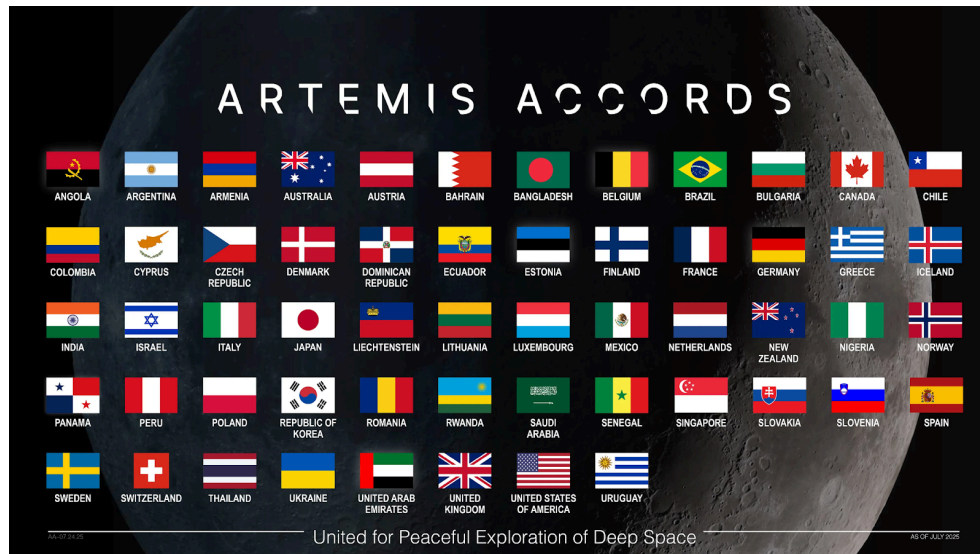 ARTEMIS ACCORDS
ANGOLA
ARGENTINA
ARMENIA
AUSTRALIA
AUSTRIA
BAHRAIN
BANGLADESH
BELGIUM
BRAZIL
BULGARIA
CANADA
CHILE
COLOMBIA
CYPRUS
CZECH
REPUBLIC
DENMARK
DOMINICAN
REPUBLIC
ECUADOR
ESTONIA
FINLAND
FRANCE
GERMANY
GREECE
ICELAND
INDIA
ISRAEL
ITALY
JAPAN
LIECHTENSTEIN
LITHUANIA
LUXEMBOURG
MEXICO
NETHERLANDS
NEW
ZEALAND
NIGERIA
NORWAY
PANAMA
PERU
POLAND
REPUBLIC OF
KOREA
ROMANIA
RWANDA
SAUDI
ARABIA
SENEGAL
SINGAPORE
SLOVAKIA
SLOVENIA
SPAIN
SWEDEN
SWITZERLAND
THAILAND
UKRAINE
UNITED ARAB
EMIRATES
UNITED
KINGDOM
UNITED STATES
OF AMERICA
URUGUAY
AA–07 24.25
United for Peaceful Exploration of Deep Space
AS OF JULY 2025